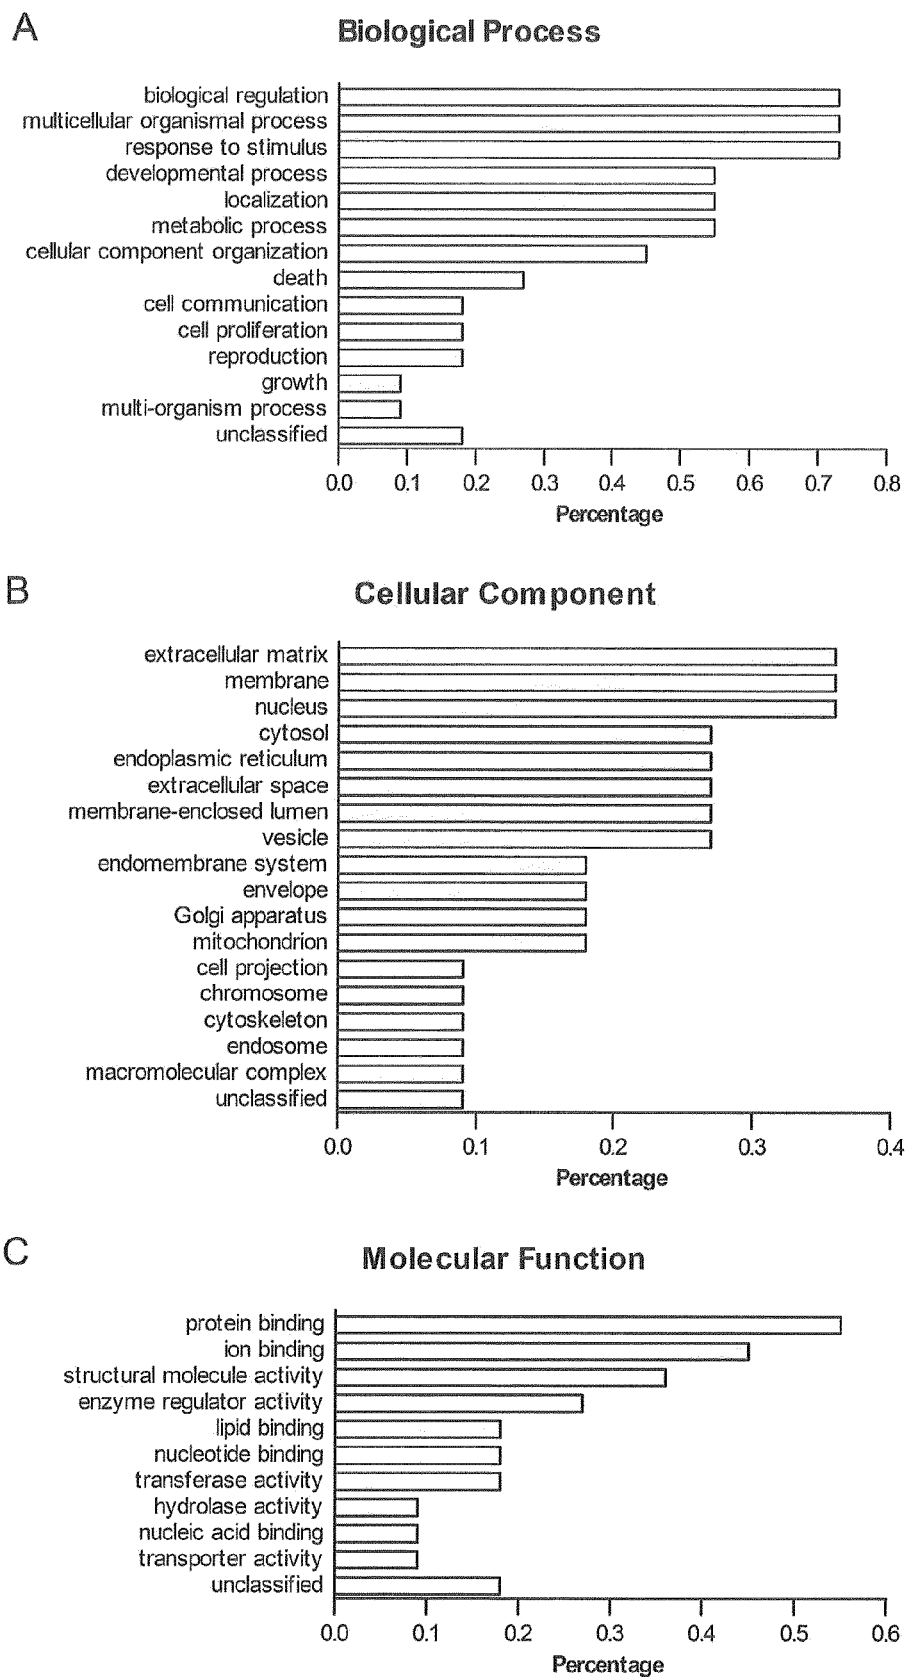 A
Biological Process
biological regulation
multicellular organismal process
response to stimulus
developmental process
localization
metabolic process
cellular component organization
death
cell communication
cell proliferation
reproduction
growth
multi-organism process
unclassified
0.0 0.1 0.2 0.3 0.4 0.5 0.6 0.7 0.8
Percentage
B
Cellular Component
extracellular matrix
membrane
nucleus
cytosol
endoplasmic reticulum
extracellular space
membrane-enclosed lumen
vesicle
endomembrane system
envelope
Golgi apparatus
mitochondrion
cell projection
chromosome
cytoskeleton
endosome
macromolecular complex
unclassified
0.0 0.1 0.2 0.3 0.4
Percentage
C
Molecular Function
protein binding
ion binding
structural molecule activity
enzyme regulator activity
lipid binding
nucleotide binding
transferase activity
hydrolase activity
nucleic acid binding
transporter activity
unclassified
0.0 0.1 0.2 0.3 0.4 0.5 0.6
Percentage